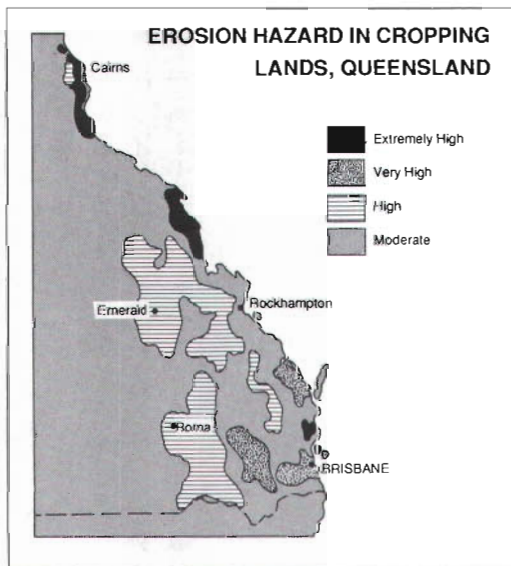 EROSION HAZARD IN CROPPING
LANDS, QUEENSLAND
Cairns
Extremely High
Very High
High
Moderate
Emerald
Rockhampton
Roma
BRISBANE